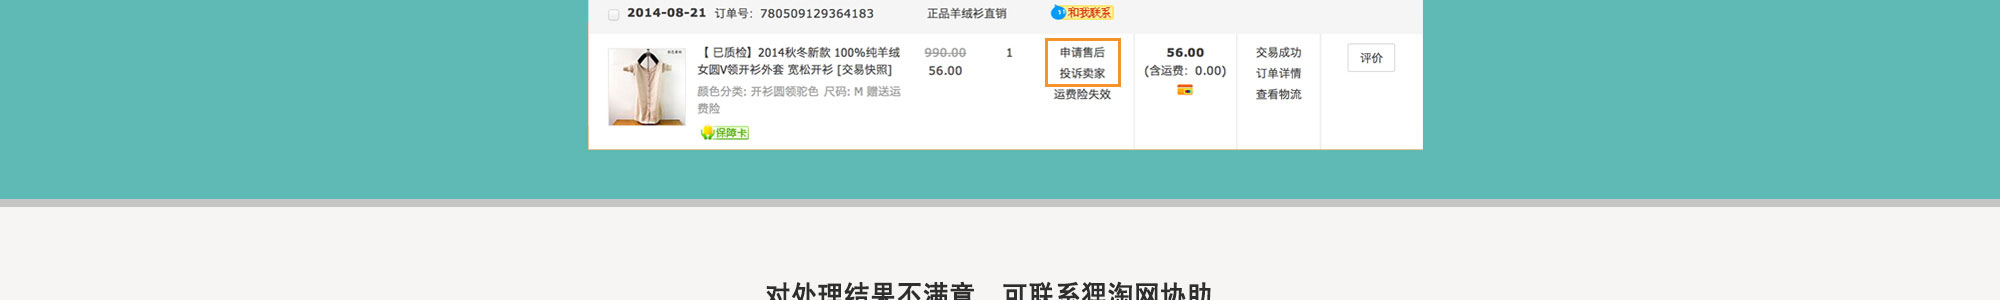 2014-08-21 订单号：780509129364183 正品羊绒衫直销 和我联系
【 已质检】2014秋冬新款 100%纯羊绒 990.00 1 申请售后 56.00 交易成功 评价
女圆V领开衫外套 宽松开衫 [交易快照] 56.00 投诉卖家 (含运费：0.00) 订单详情
颜色分类: 开衫圆领驼色 尺码: M 赠送运 运费险失效 查看物流
费险
保障卡
对处理结果不满意 可联系狸淘网协助